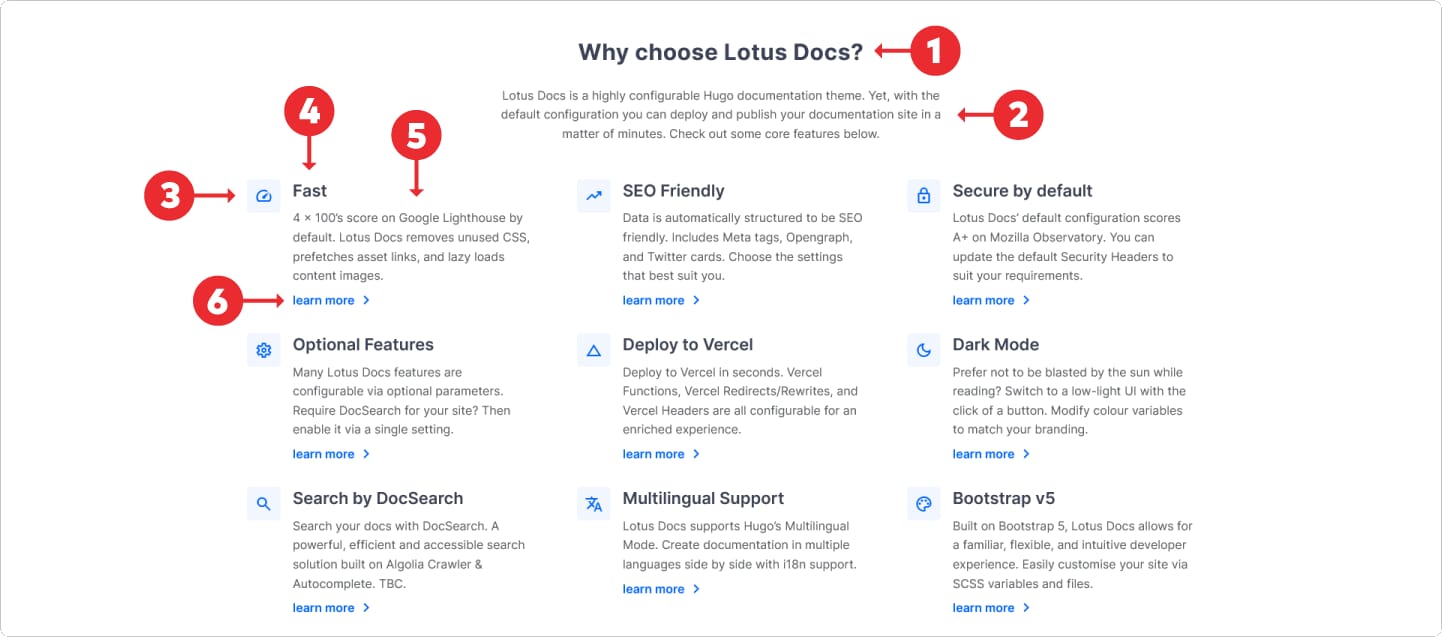 Why choose Lotus Docs?
1
Lotus Docs is a highly configurable Hugo documentation theme. Yet, with the
default configuration you can deploy and publish your documentation site in a
matter of minutes. Check out some core features below.
2
3
4
5
Fast
4 × 100’s score on Google Lighthouse by
default. Lotus Docs removes unused CSS,
prefetches asset links, and lazy loads
content images.
6
learn more
SEO Friendly
Data is automatically structured to be SEO
friendly. Includes Meta tags, Opengraph,
and Twitter cards. Choose the settings
that best suit you.
learn more
Secure by default
Lotus Docs’ default configuration scores
A+ on Mozilla Observatory. You can
update the default Security Headers to
suit your requirements.
learn more
Optional Features
Many Lotus Docs features are
configurable via optional parameters.
Require DocSearch for your site? Then
enable it via a single setting.
learn more
Deploy to Vercel
Deploy to Vercel in seconds. Vercel
Functions, Vercel Redirects/Rewrites, and
Vercel Headers are all configurable for an
enriched experience.
learn more
Dark Mode
Prefer not to be blasted by the sun while
reading? Switch to a low-light UI with the
click of a button. Modify colour variables
to match your branding.
learn more
Search by DocSearch
Search your docs with DocSearch. A
powerful, efficient and accessible search
solution built on Algolia Crawler &
Autocomplete. TBC.
learn more
Multilingual Support
Lotus Docs supports Hugo’s Multilingual
Mode. Create documentation in multiple
languages side by side with i18n support.
learn more
Bootstrap v5
Built on Bootstrap 5, Lotus Docs allows for
a familiar, flexible, and intuitive developer
experience. Easily customise your site via
SCSS variables and files.
learn more